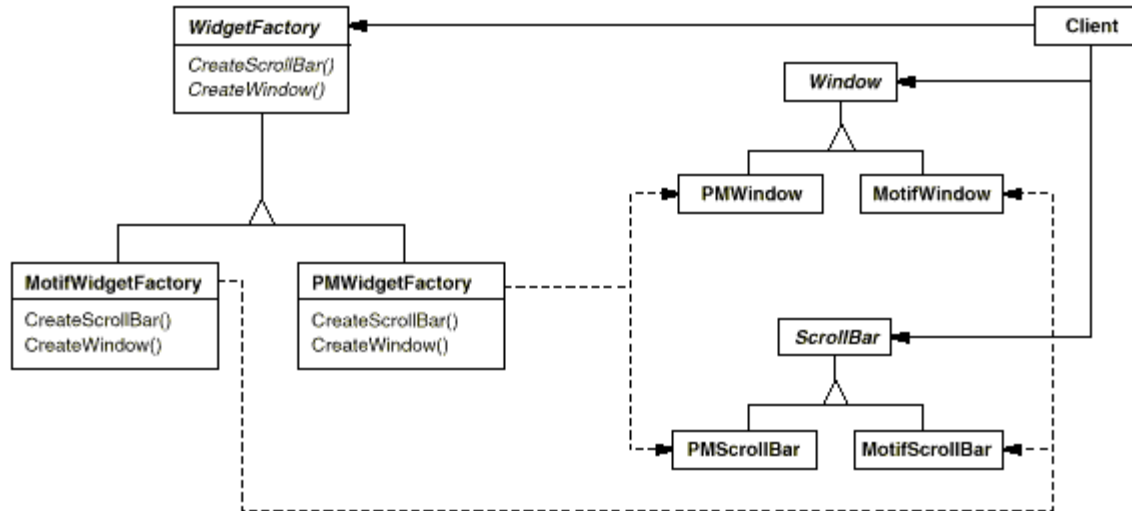 WidgetFactory
CreateScrollBar()
CreateWindow()
Client
Window
PMWindow
MotifWindow
MotifWidgetFactory
CreateScrollBar()
CreateWindow()
PMWidgetFactory
CreateScrollBar()
CreateWindow()
ScrollBar
PMScrollBar
MotifScrollBar